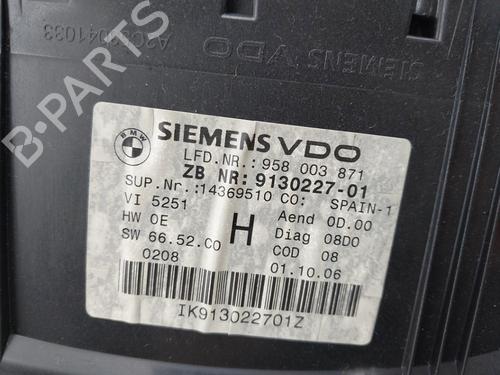 A2C53041033
SIEMENS VDO
B-PARTS
BMW
SIEMENS VDO
LFD.NR.: 958 003 871
ZB NR: 9130227-01
SUP.Nr.:14369510 CO: SPAIN-1
VI 5251 Aend 0D.00
HW 0E H Diag 08D0
SW 66.52.C0 COD 08
0208 01.10.06
IK913022701Z